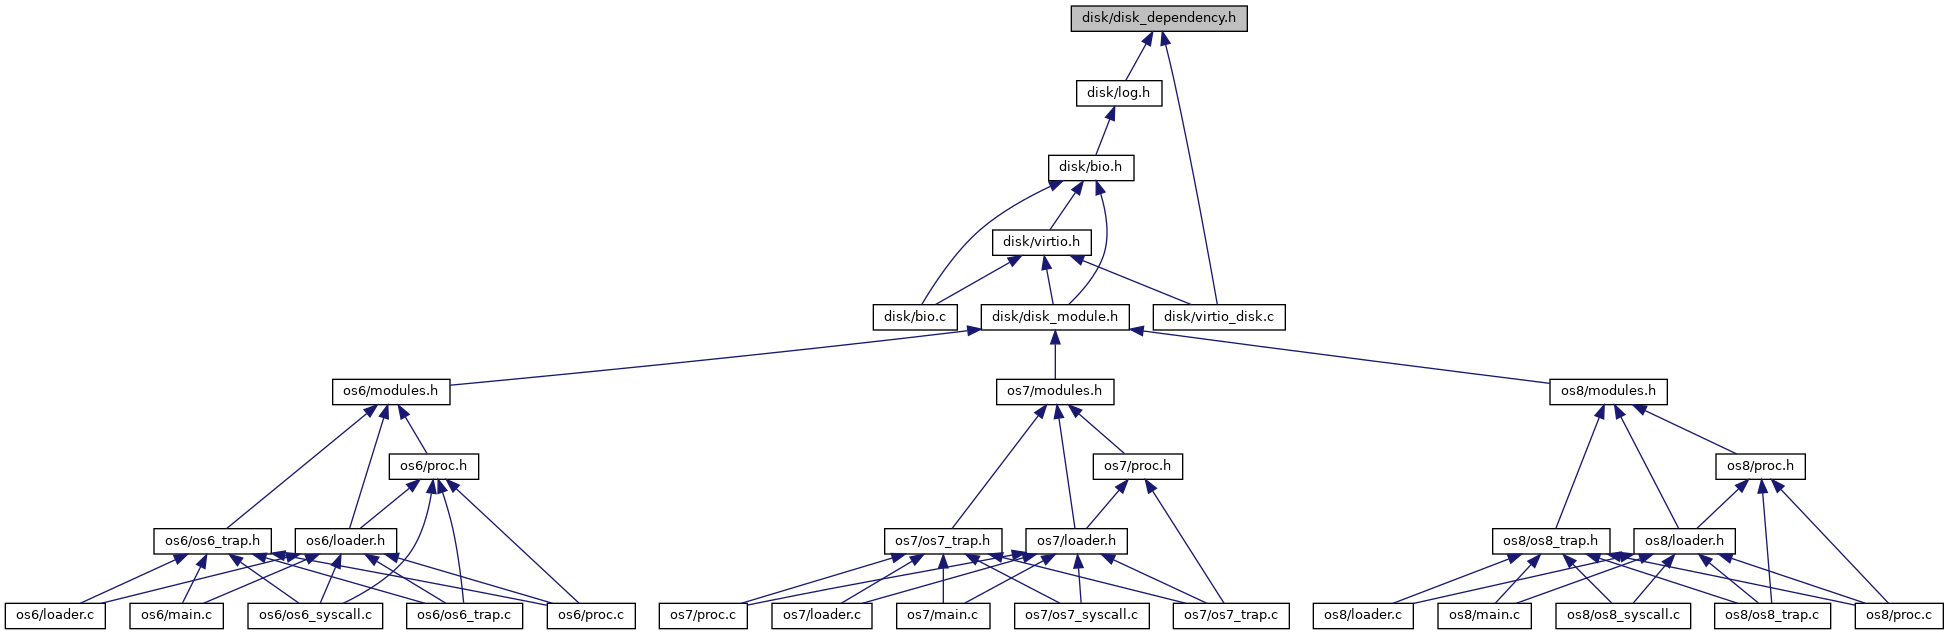 disk/disk_dependency.h
disk/log.h
disk/bio.h
disk/virtio.h
disk/bio.c
disk/disk_module.h
disk/virtio_disk.c
os6/modules.h
os7/modules.h
os8/modules.h
os6/proc.h
os7/proc.h
os8/proc.h
os6/os6_trap.h
os6/loader.h
os7/os7_trap.h
os7/loader.h
os8/os8_trap.h
os8/loader.h
os6/loader.c
os6/main.c
os6/os6_syscall.c
os6/os6_trap.c
os6/proc.c
os7/proc.c
os7/loader.c
os7/main.c
os7/os7_syscall.c
os7/os7_trap.c
os8/loader.c
os8/main.c
os8/os8_syscall.c
os8/os8_trap.c
os8/proc.c